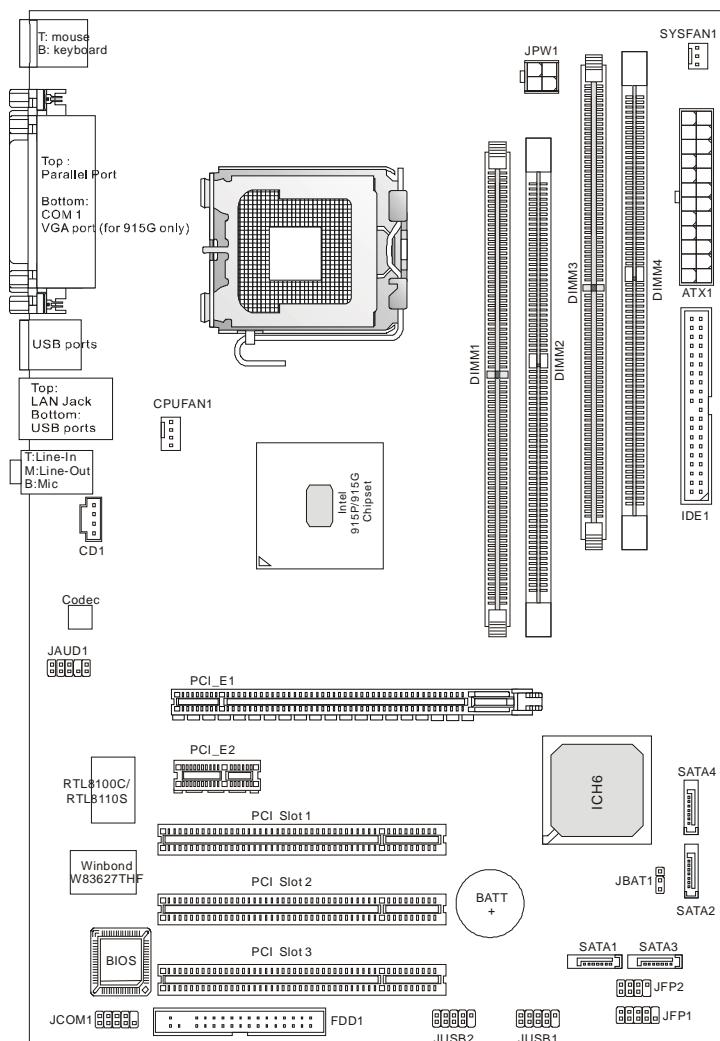 T: mouse
B: keyboard
SYSFAN1
JPW1
Top :
Parallel Port
Bottom:
COM 1
VGA port (for 915G only)
DIMM1
DIMM2
DIMM3
DIMM4
ATX1
USB ports
Top:
LAN Jack
Bottom:
USB ports
CPUFAN1
T:Line-In
M:Line-Out
B:Mic
Intel
915P/915G
Chipset
IDE1
CD1
Codec
JAUD1
PCI_E1
PCI_E2
RTL8100C/
RTL8110S
ICH6
SATA4
PCI Slot 1
Winbond
W83627THF
PCI Slot 2
BATT
+
JBAT1
SATA2
BIOS
PCI Slot 3
SATA1
SATA3
JFP2
JCOM1
FDD1
JUSB2
JUSB1
JFP1